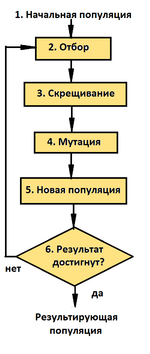 1. Начальная популяция
2. Отбор
3. Скрещивание
4. Мутация
5. Новая популяция
6. Результат
достигнут?
нет
да
Результирующая
популяция